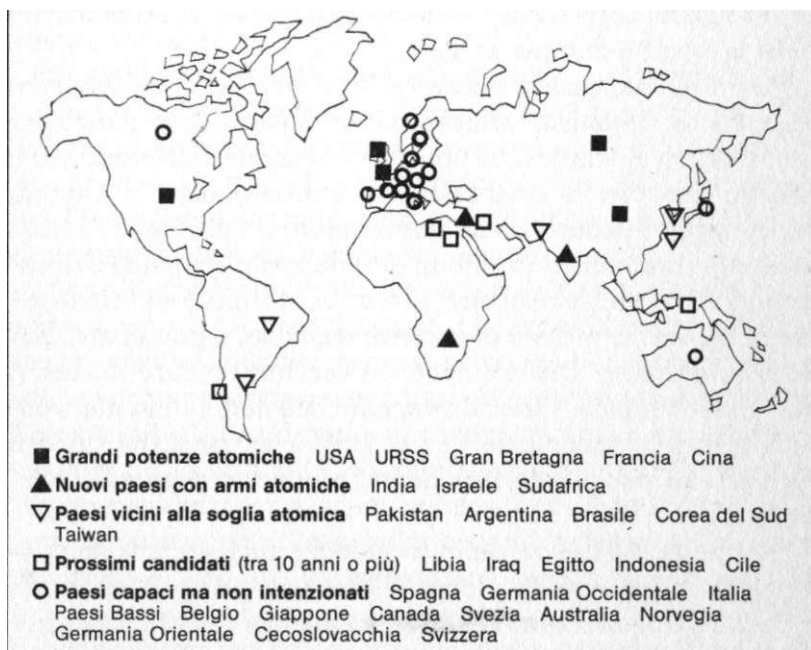 Grandi potenze atomiche USA URSS Gran Bretagna Francia Cina
Nuovi paesi con armi atomiche India Israele Sudafrica
Paesi vicini alla soglia atomica Pakistan Argentina Brasile Corea del Sud
Taiwan
Prossimi candidati (tra 10 anni o più) Libia Iraq Egitto Indonesia Cile
Paesi capaci ma non intenzionati Spagna Germania Occidentale Italia
Paesi Bassi Belgio Giappone Canada Svezia Australia Norvegia
Germania Orientale Cecoslovacchia Svizzera